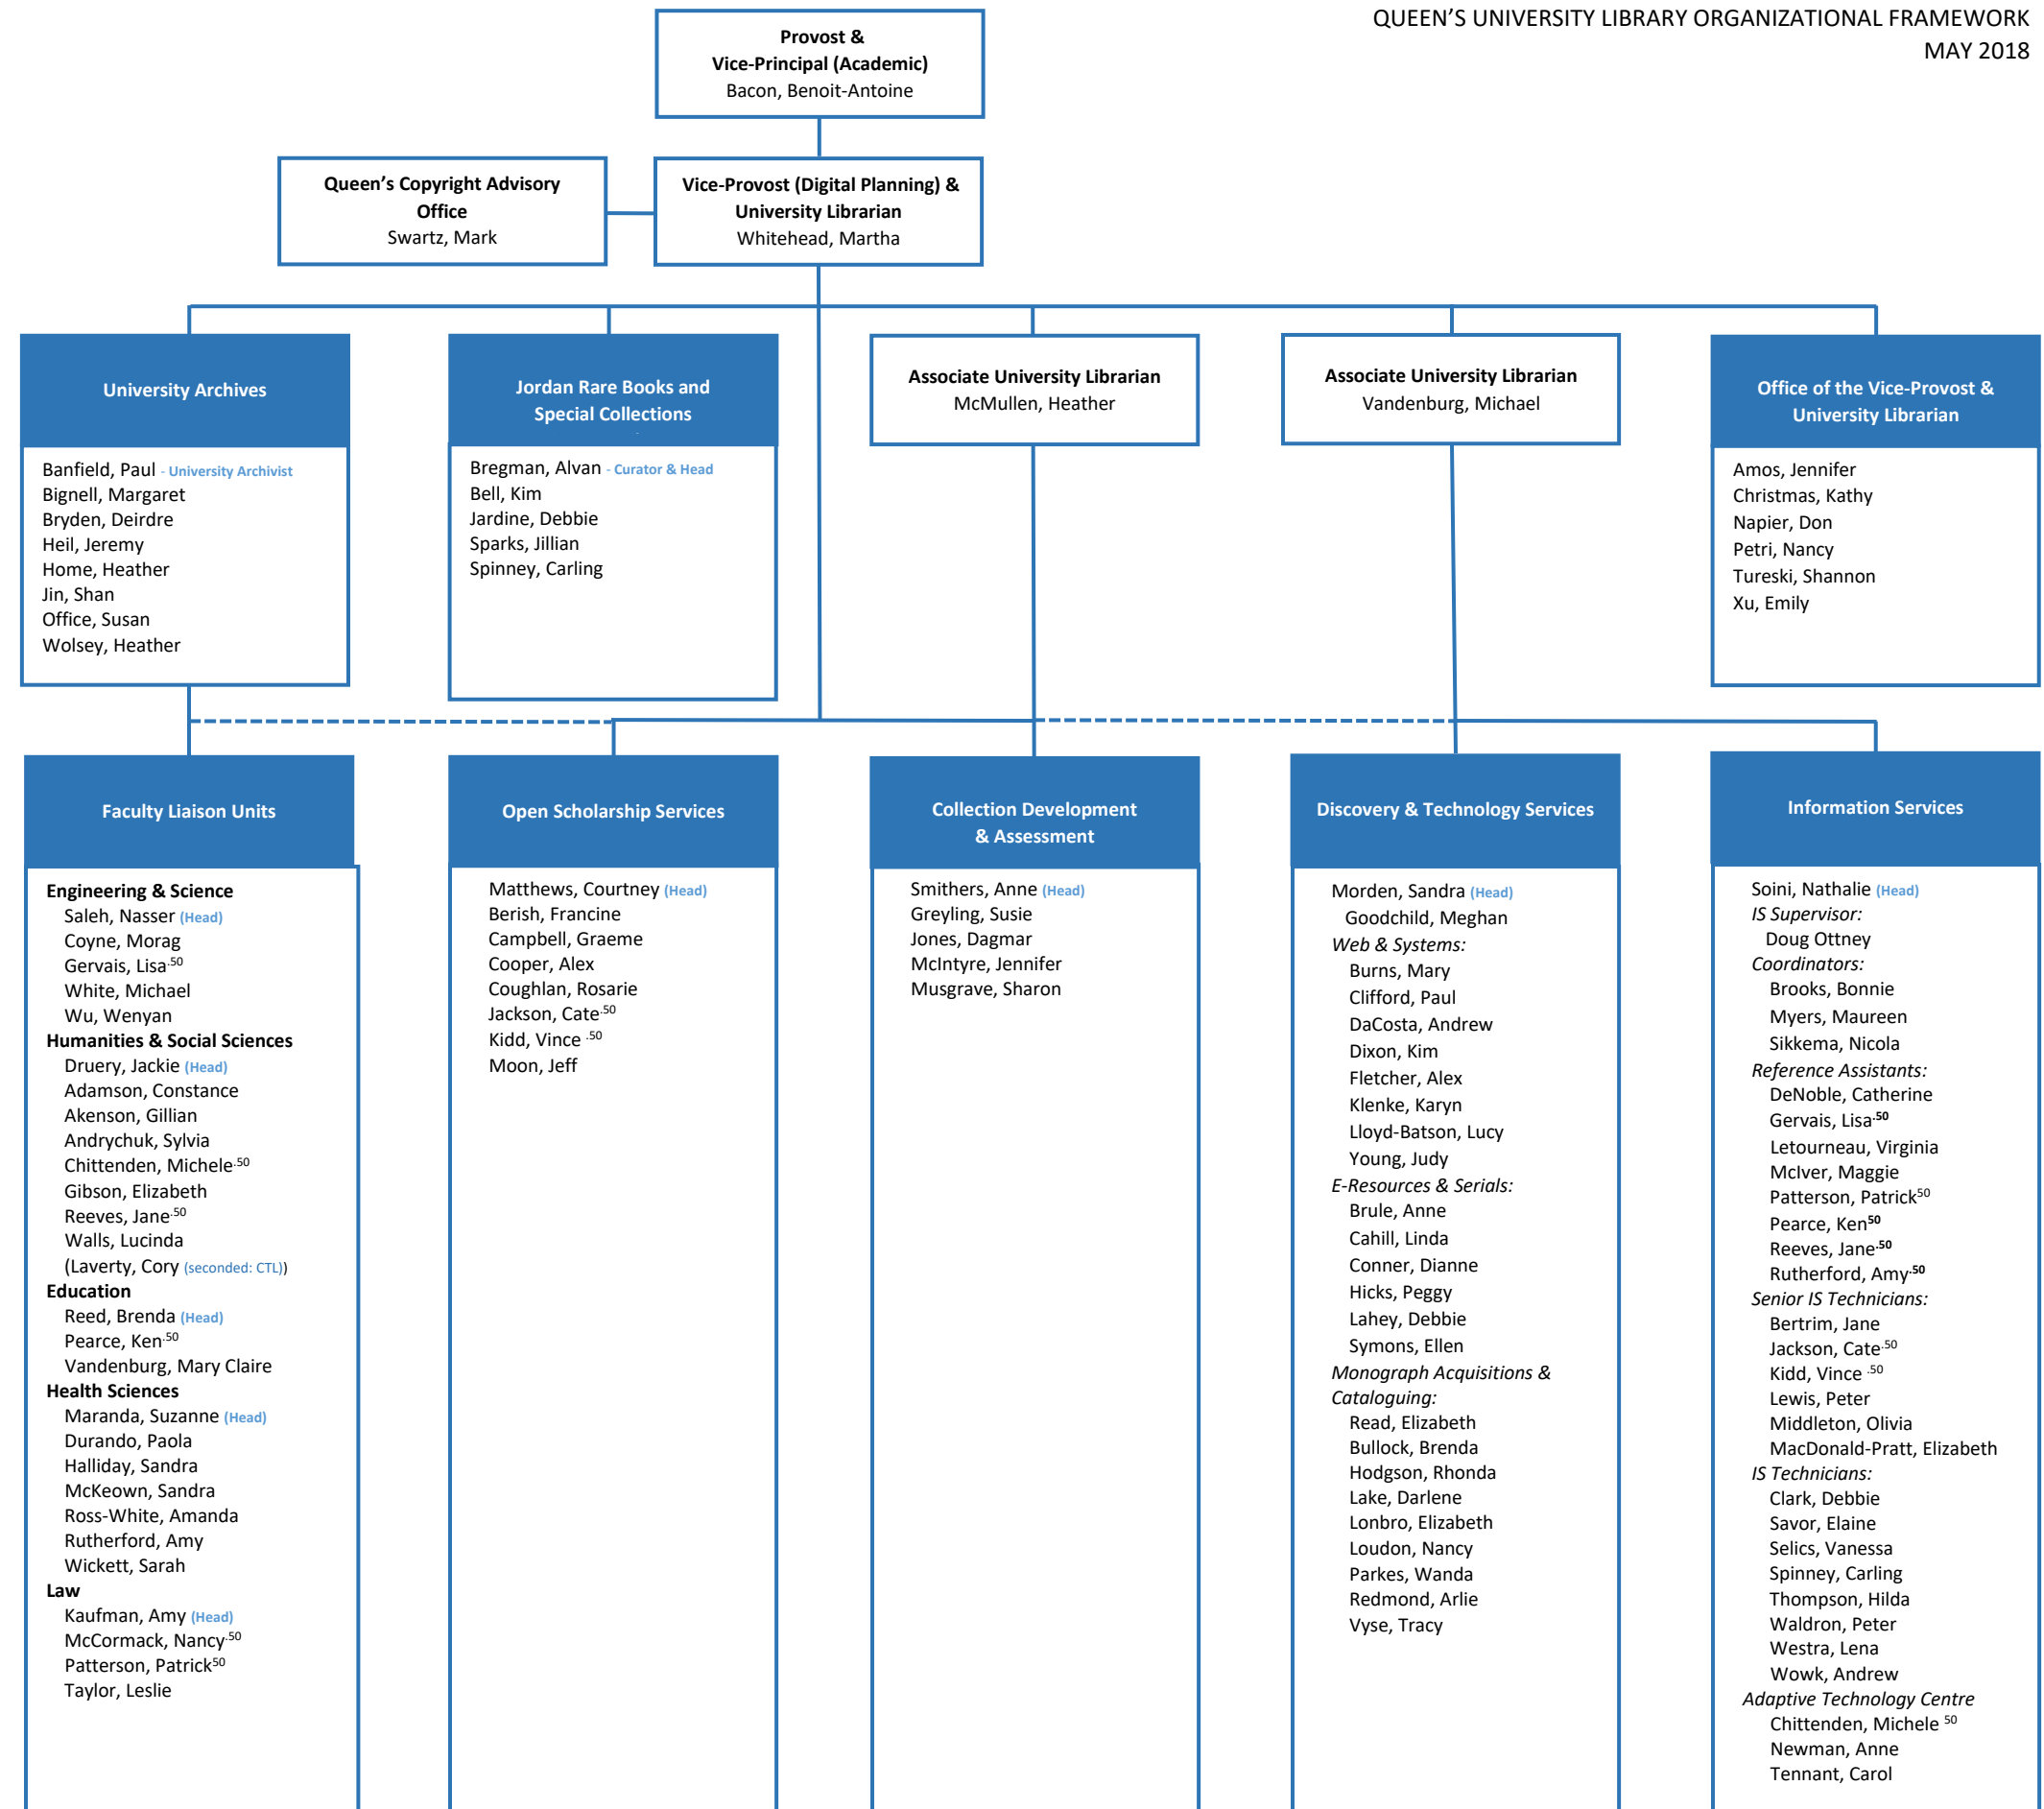 QUEEN’S UNIVERSITY LIBRARY ORGANIZATIONAL FRAMEWORK
MAY 2018
Provost &
Vice-Principal (Academic)
Bacon, Benoit-Antoine
Queen’s Copyright Advisory
Office
Swartz, Mark
Vice-Provost (Digital Planning) &
University Librarian
Whitehead, Martha
University Archives
Banfield, Paul - University Archivist
Bignell, Margaret
Bryden, Deirdre
Heil, Jeremy
Home, Heather
Jin, Shan
Office, Susan
Wolsey, Heather
Jordan Rare Books and
Special Collections
Bregman, Alvan - Curator & Head
Bell, Kim
Jardine, Debbie
Sparks, Jillian
Spinney, Carling
Associate University Librarian
McMullen, Heather
Associate University Librarian
Vandenburg, Michael
Office of the Vice-Provost &
University Librarian
Amos, Jennifer
Christmas, Kathy
Napier, Don
Petri, Nancy
Tureski, Shannon
Xu, Emily
Faculty Liaison Units
Engineering & Science
Saleh, Nasser (Head)
Coyne, Morag
Gervais, Lisa.50
White, Michael
Wu, Wenyan
Humanities & Social Sciences
Druery, Jackie (Head)
Adamson, Constance
Akenson, Gillian
Andrychuk, Sylvia
Chittenden, Michele.50
Gibson, Elizabeth
Reeves, Jane.50
Walls, Lucinda
(Laverty, Cory (seconded: CTL))
Education
Reed, Brenda (Head)
Pearce, Ken.50
Vandenburg, Mary Claire
Health Sciences
Maranda, Suzanne (Head)
Durando, Paola
Halliday, Sandra
McKeown, Sandra
Ross-White, Amanda
Rutherford, Amy
Wickett, Sarah
Law
Kaufman, Amy (Head)
McCormack, Nancy.50
Patterson, Patrick50
Taylor, Leslie
Open Scholarship Services
Matthews, Courtney (Head)
Berish, Francine
Campbell, Graeme
Cooper, Alex
Coughlan, Rosarie
Jackson, Cate.50
Kidd, Vince .50
Moon, Jeff
Collection Development
& Assessment
Smithers, Anne (Head)
Greyling, Susie
Jones, Dagmar
McIntyre, Jennifer
Musgrave, Sharon
Discovery & Technology Services
Morden, Sandra (Head)
Goodchild, Meghan
Web & Systems:
Burns, Mary
Clifford, Paul
DaCosta, Andrew
Dixon, Kim
Fletcher, Alex
Klenke, Karyn
Lloyd-Batson, Lucy
Young, Judy
E-Resources & Serials:
Brule, Anne
Cahill, Linda
Conner, Dianne
Hicks, Peggy
Lahey, Debbie
Symons, Ellen
Monograph Acquisitions &
Cataloguing:
Read, Elizabeth
Bullock, Brenda
Hodgson, Rhonda
Lake, Darlene
Lonbro, Elizabeth
Loudon, Nancy
Parkes, Wanda
Redmond, Arlie
Vyse, Tracy
Information Services
Soini, Nathalie (Head)
IS Supervisor:
Doug Ottney
Coordinators:
Brooks, Bonnie
Myers, Maureen
Sikkema, Nicola
Reference Assistants:
DeNoble, Catherine
Gervais, Lisa.50
Letourneau, Virginia
McIver, Maggie
Patterson, Patrick50
Pearce, Ken50
Reeves, Jane.50
Rutherford, Amy.50
Senior IS Technicians:
Bertrim, Jane
Jackson, Cate.50
Kidd, Vince .50
Lewis, Peter
Middleton, Olivia
MacDonald-Pratt, Elizabeth
IS Technicians:
Clark, Debbie
Savor, Elaine
Selics, Vanessa
Spinney, Carling
Thompson, Hilda
Waldron, Peter
Westra, Lena
Wowk, Andrew
Adaptive Technology Centre
Chittenden, Michele 50
Newman, Anne
Tennant, Carol